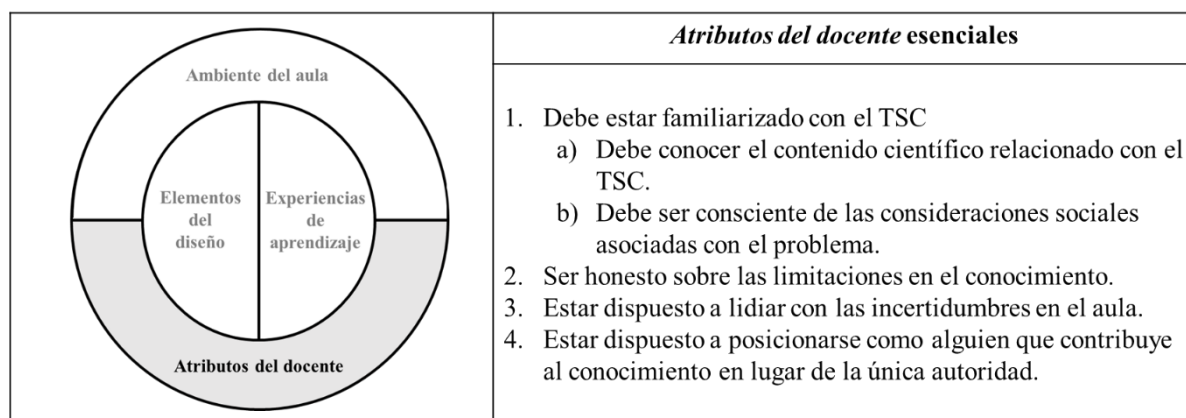 Ambiente del aula
Elementos
del
diseño
Experiencias
de
aprendizaje
Atributos del docente
Atributos del docente esenciales
1. Debe estar familiarizado con el TSC
a) Debe conocer el contenido científico relacionado con el
TSC.
b) Debe ser consciente de las consideraciones sociales
asociadas con el problema.
2. Ser honesto sobre las limitaciones en el conocimiento.
3. Estar dispuesto a lidiar con las incertidumbres en el aula.
4. Estar dispuesto a posicionarse como alguien que contribuye
al conocimiento en lugar de la única autoridad.